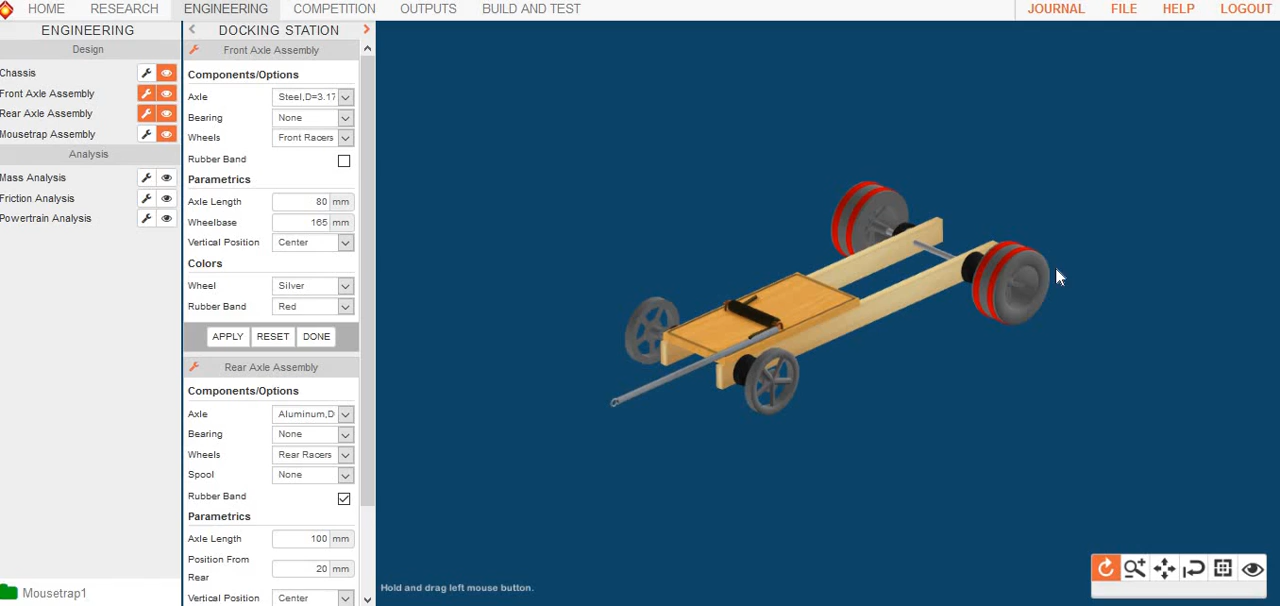 HOME RESEARCH ENGINEERING COMPETITION OUTPUTS BUILD AND TEST JOURNAL FILE HELP LOGOUT
ENGINEERING
Design
Chassis
Front Axle Assembly
Rear Axle Assembly
Mousetrap Assembly
Analysis
Mass Analysis
Friction Analysis
Powertrain Analysis
Mousetrap1
DOCKING STATION
Front Axle Assembly
Components/Options
Axle Steel,D=3.17
Bearing None
Wheels Front Racers
Rubber Band
Parametrics
Axle Length 80 mm
Wheelbase 165 mm
Vertical Position Center
Colors
Wheel Silver
Rubber Band Red
APPLY RESET DONE
Rear Axle Assembly
Components/Options
Axle Aluminum,D
Bearing None
Wheels Rear Racers
Spool None
Rubber Band
Parametrics
Axle Length 100 mm
Position From
Rear 20 mm
Vertical Position Center
Hold and drag left mouse button.